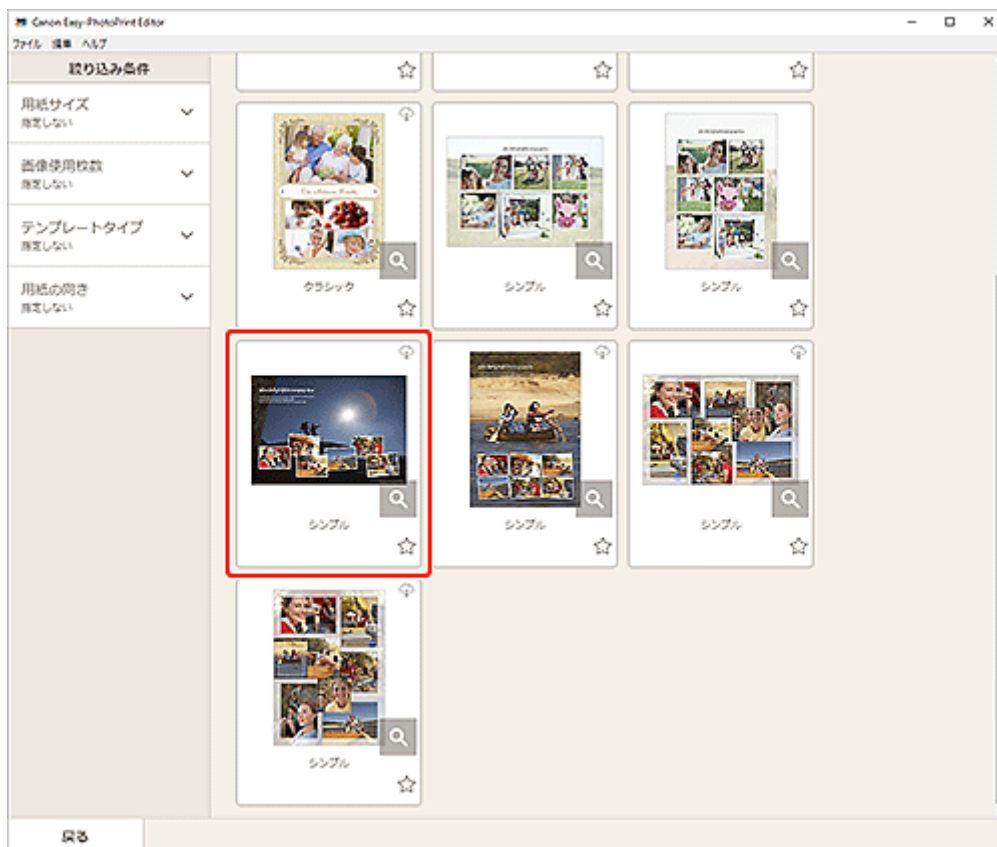 Canon Easy-PhotoPrint Editor
ファイル 編集 ヘルプ
絞り込み条件
用紙サイズ
指定しない
画像使用枚数
指定しない
テンプレートタイプ
指定しない
用紙の向き
指定しない
クラシック
シンプル
シンプル
シンプル
シンプル
シンプル
シンプル
戻る